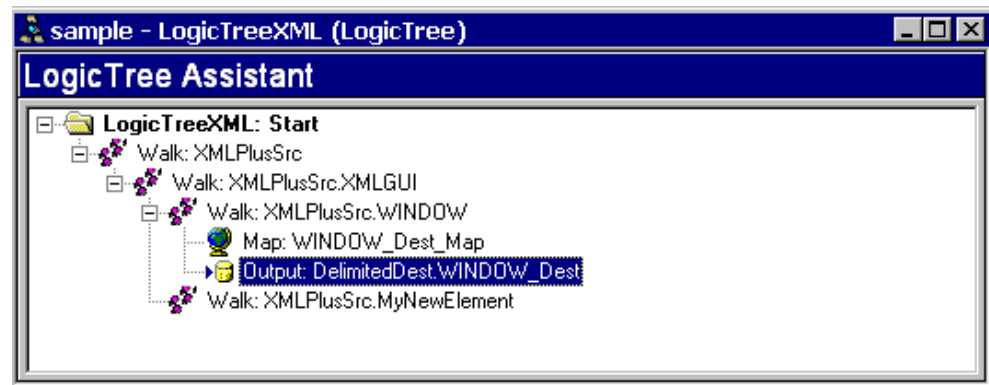 sample - LogicTreeXML (LogicTree)
LogicTree Assistant
LogicTreeXML: Start
Walk: XMLPlusSrc
Walk: XMLPlusSrc.XMLGUI
Walk: XMLPlusSrc.WINDOW
Map: WINDOW_Dest_Map
Output: DelimitedDest.WINDOW_Dest
Walk: XMLPlusSrc.MyNewElement